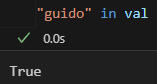 "guido" in val
✓ 0.0s
True